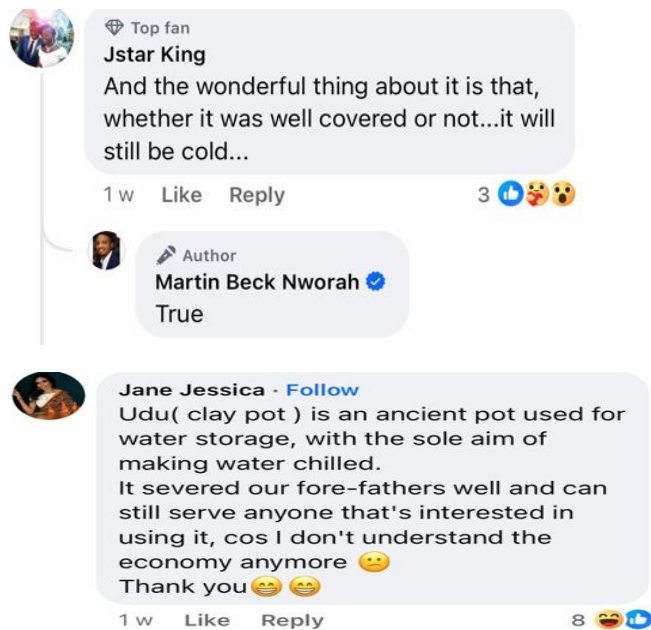 Top fan
Jstar King
And the wonderful thing about it is that,
whether it was well covered or not...it will
still be cold...
1 w Like Reply 3
Author
Martin Beck Nworah
True
Jane Jessica · Follow
Udu( clay pot ) is an ancient pot used for
water storage, with the sole aim of
making water chilled.
It severed our fore-fathers well and can
still serve anyone that's interested in
using it, cos I don't understand the
economy anymore 😕
Thank you😁 😁
1 w Like Reply 8